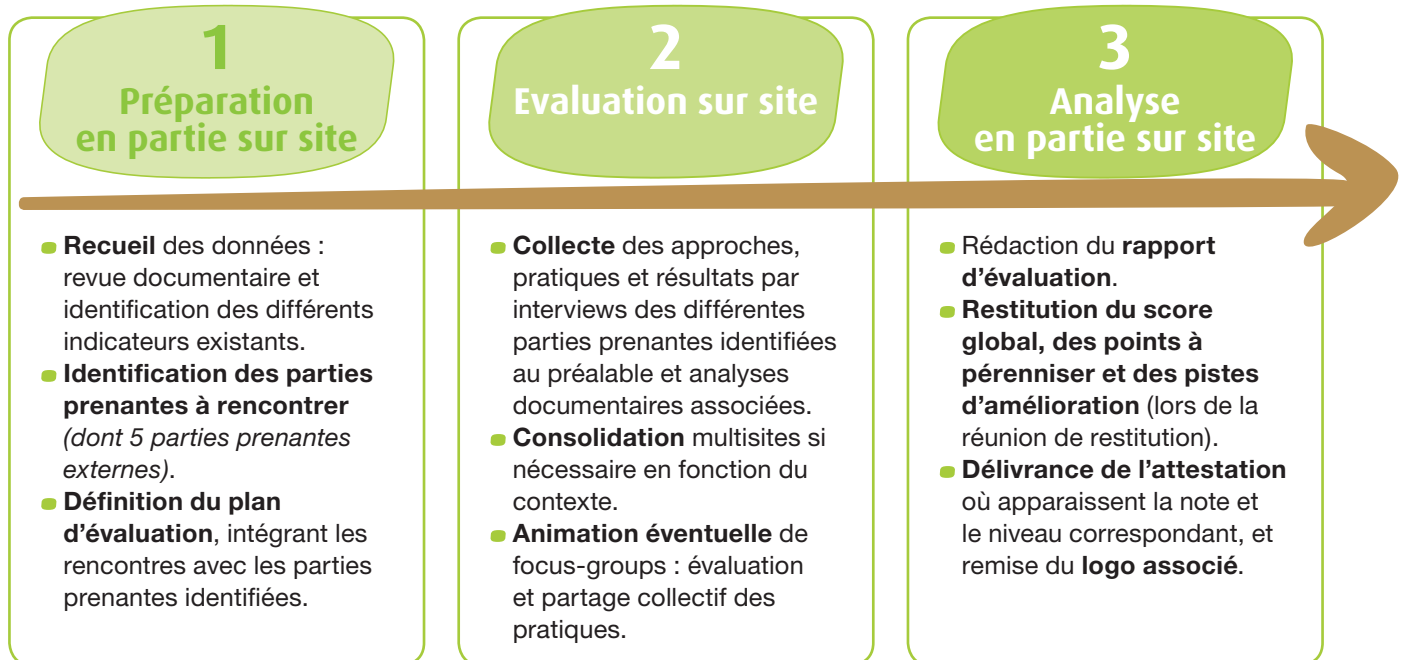 1
Préparation
en partie sur site
Recueil des données :
revue documentaire et
identification des différents
indicateurs existants.
Identification des parties
prenantes à rencontrer
(dont 5 parties prenantes
externes).
Définition du plan
d'évaluation, intégrant les
rencontres avec les parties
prenantes identifiées.
2
Evaluation sur site
Collecte des approches,
pratiques et résultats par
interviews des différentes
parties prenantes identifiées
au préalable et analyses
documentaires associées.
Consolidation multisites si
nécessaire en fonction du
contexte.
Animation éventuelle de
focus-groups : évaluation
et partage collectif des
pratiques.
3
Analyse
en partie sur site
Rédaction du rapport
d'évaluation.
Restitution du score
global, des points à
pérenniser et des pistes
d'amélioration (lors de la
réunion de restitution).
Délivrance de l'attestation
où apparaissent la note et
le niveau correspondant, et
remise du logo associé.